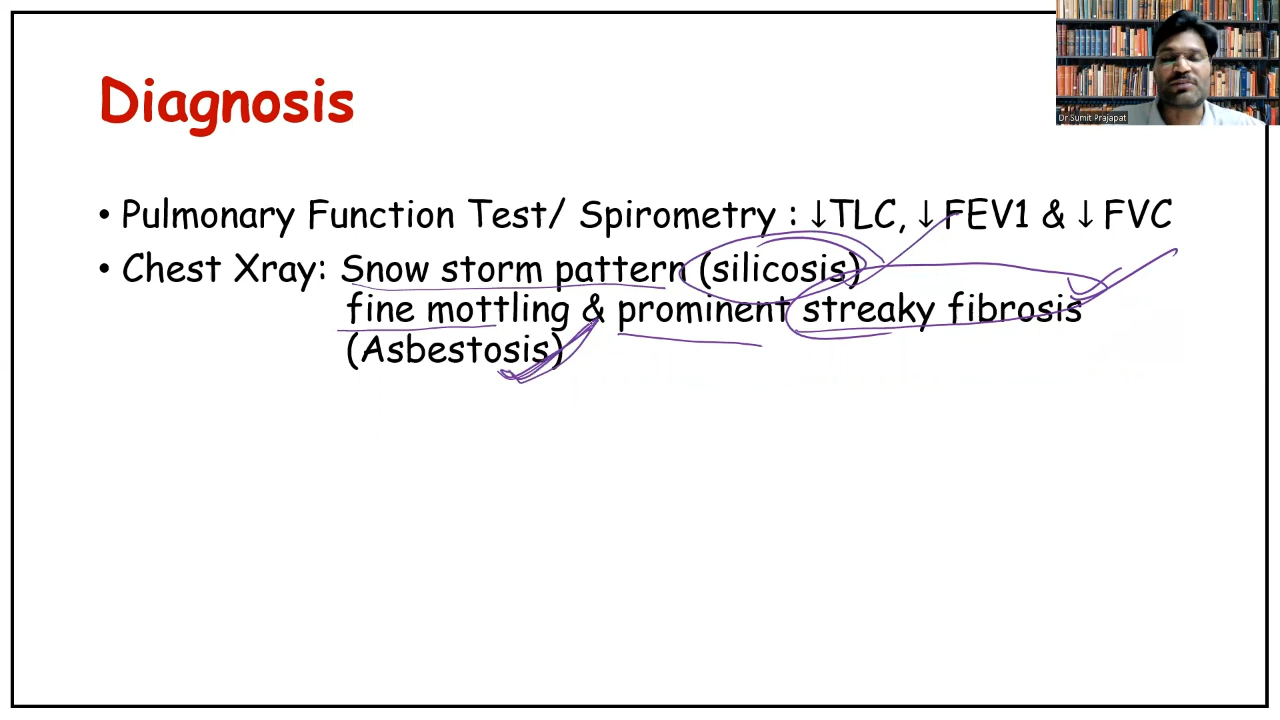 Dr Sumit Prajapat
Diagnosis
• Pulmonary Function Test/ Spirometry : ↓TLC, ↓FEV1 & ↓FVC
• Chest Xray: Snow storm pattern (silicosis)
fine mottling & prominent streaky fibrosis
(Asbestosis)